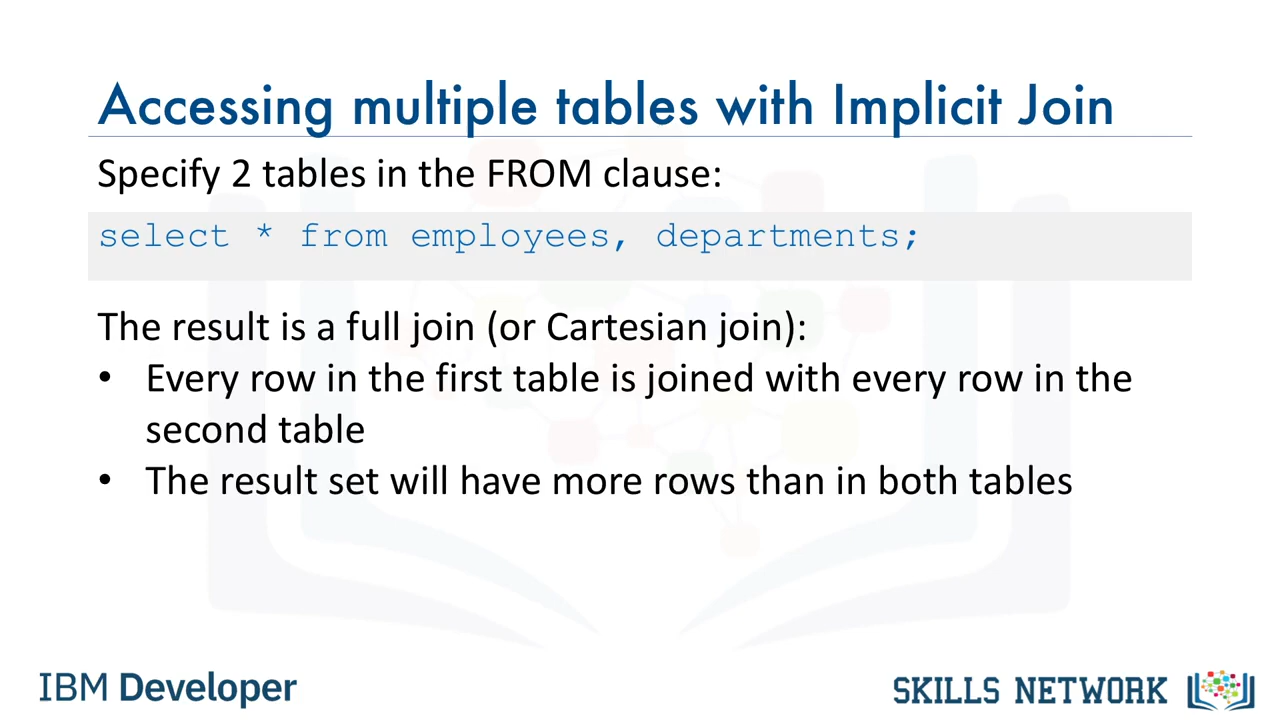 Accessing multiple tables with Implicit Join
Specify 2 tables in the FROM clause:
select * from employees, departments;
The result is a full join (or Cartesian join):
• Every row in the first table is joined with every row in the
second table
• The result set will have more rows than in both tables
IBM Developer
SKILLS NETWORK